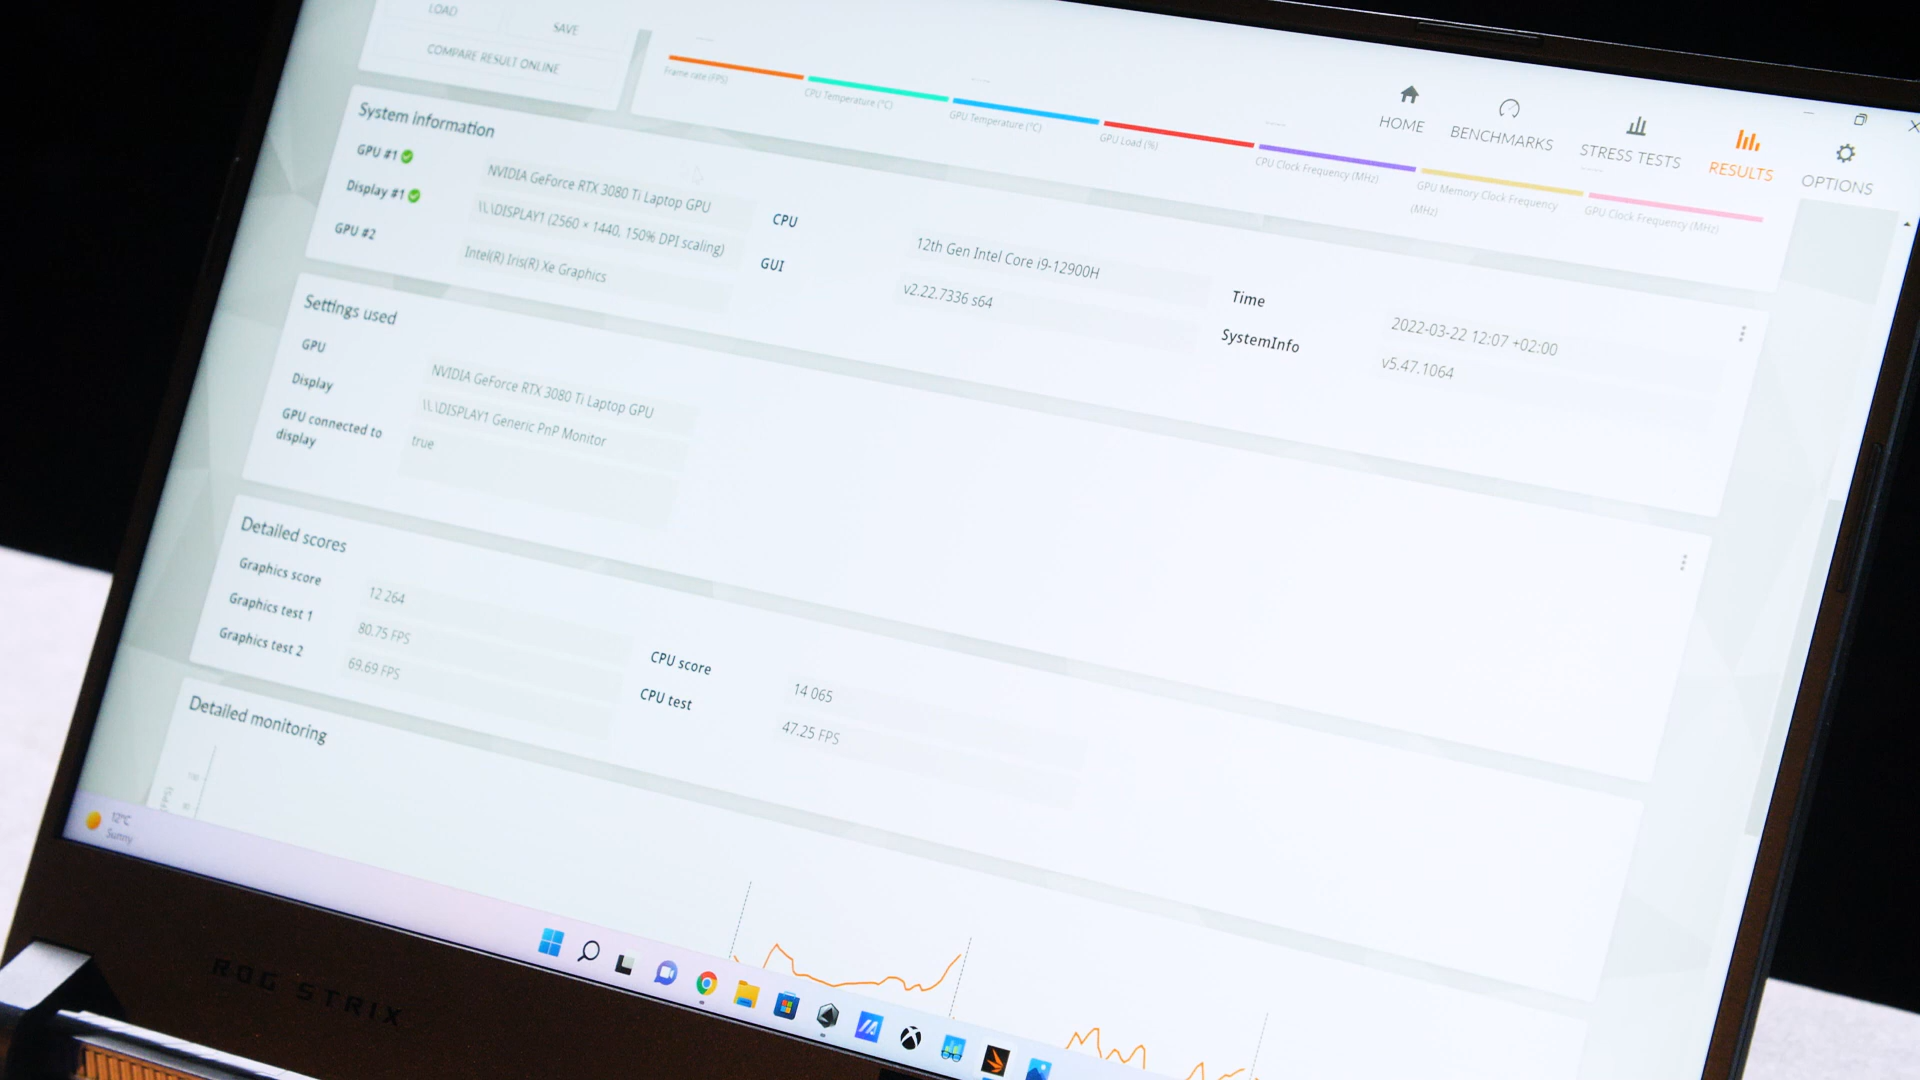 LOAD
SAVE
COMPARE RESULT ONLINE
Frame rate (FPS)
CPU Temperature (°C)
GPU Temperature (°C)
GPU Load (%)
CPU Clock Frequency (MHz)
GPU Memory Clock Frequency
(MHz)
GPU Clock Frequency (MHz)
HOME
BENCHMARKS
STRESS TESTS
RESULTS
OPTIONS
System information
GPU #1
NVIDIA GeForce RTX 3080 Ti Laptop GPU
Display #1
\\.\DISPLAY1 (2560 × 1440, 150% DPI scaling)
GPU #2
Intel(R) Iris(R) Xe Graphics
CPU
12th Gen Intel Core i9-12900H
GUI
v2.22.7336 s64
Time
2022-03-22 12:07 +02:00
SystemInfo
v5.47.1064
Settings used
GPU
NVIDIA GeForce RTX 3080 Ti Laptop GPU
Display
\\.\DISPLAY1 Generic PnP Monitor
GPU connected to
display
true
Detailed scores
Graphics score
12 264
Graphics test 1
80.75 FPS
Graphics test 2
69.69 FPS
CPU score
14 065
CPU test
47.25 FPS
Detailed monitoring
12°C
Sunny
ROG STRIX